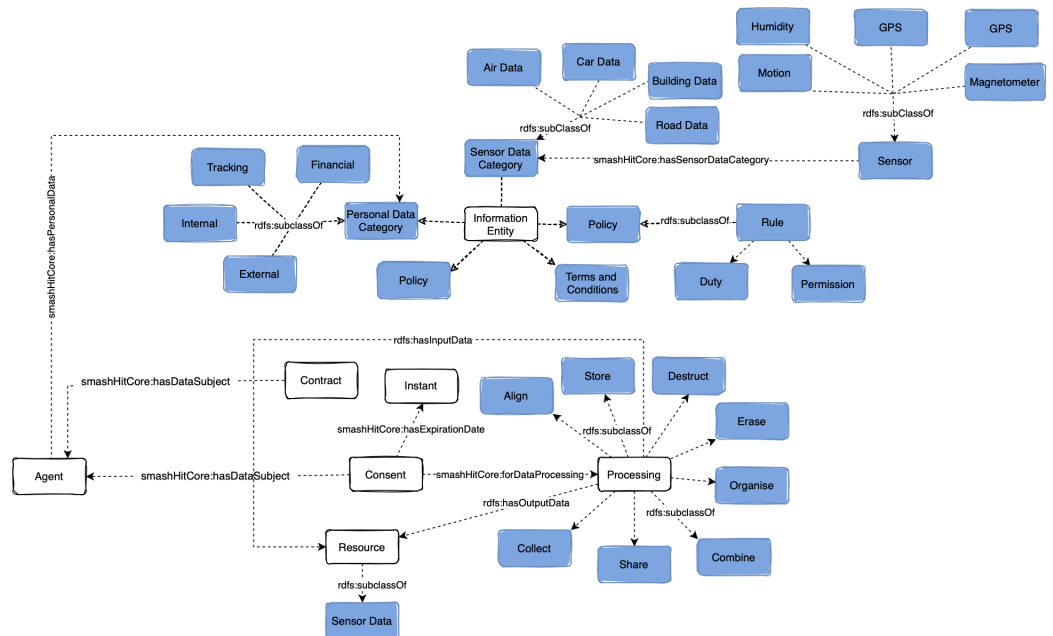 Humidity
GPS
GPS
Air Data
Car Data
Building Data
Motion
Magnetometer
rdfs:subClassOf
Road Data
rdfs:subClassOf
Tracking
Financial
Sensor Data
Category
smashHitCore:hasSensorDataCategory
Sensor
smashHitCore:hasPersonalData
Internal
rdfs:subclassOf
Personal Data
Category
Information
Entity
Policy
rdfs:subclassOf
Rule
External
Policy
Terms and
Conditions
Duty
Permission
rdfs:hasInputData
smashHitCore:hasDataSubject
Contract
Instant
Align
Store
Destruct
smashHitCore:hasExpirationDate
rdfs:subclassOf
Erase
Agent
smashHitCore:hasDataSubject
Consent
smashHitCore:forDataProcessing
Processing
Organise
rdfs:hasOutputData
rdfs:subclassOf
Resource
Collect
Share
Combine
rdfs:subclassOf
Sensor Data